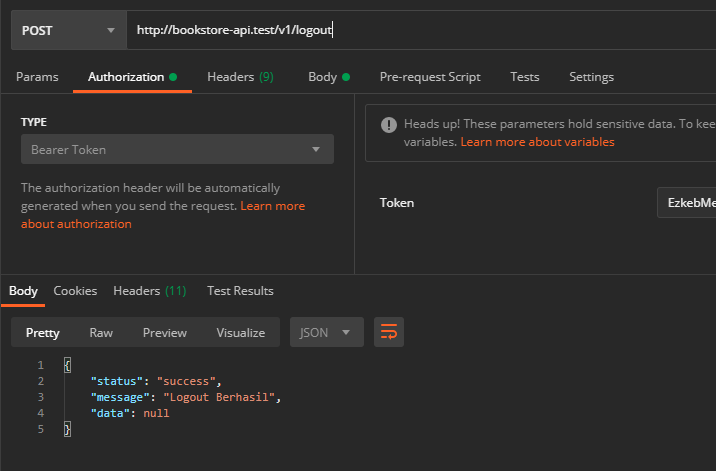 POST http://bookstore-api.test/v1/logout
Params Authorization Headers (9) Body Pre-request Script Tests Settings
TYPE
Bearer Token
The authorization header will be automatically
generated when you send the request. Learn more
about authorization
Heads up! These parameters hold sensitive data. To kee
variables. Learn more about variables
Token EzkebMe
Body Cookies Headers (11) Test Results
Pretty Raw Preview Visualize JSON
1 {
2 "status": "success",
3 "message": "Logout Berhasil",
4 "data": null
5 }